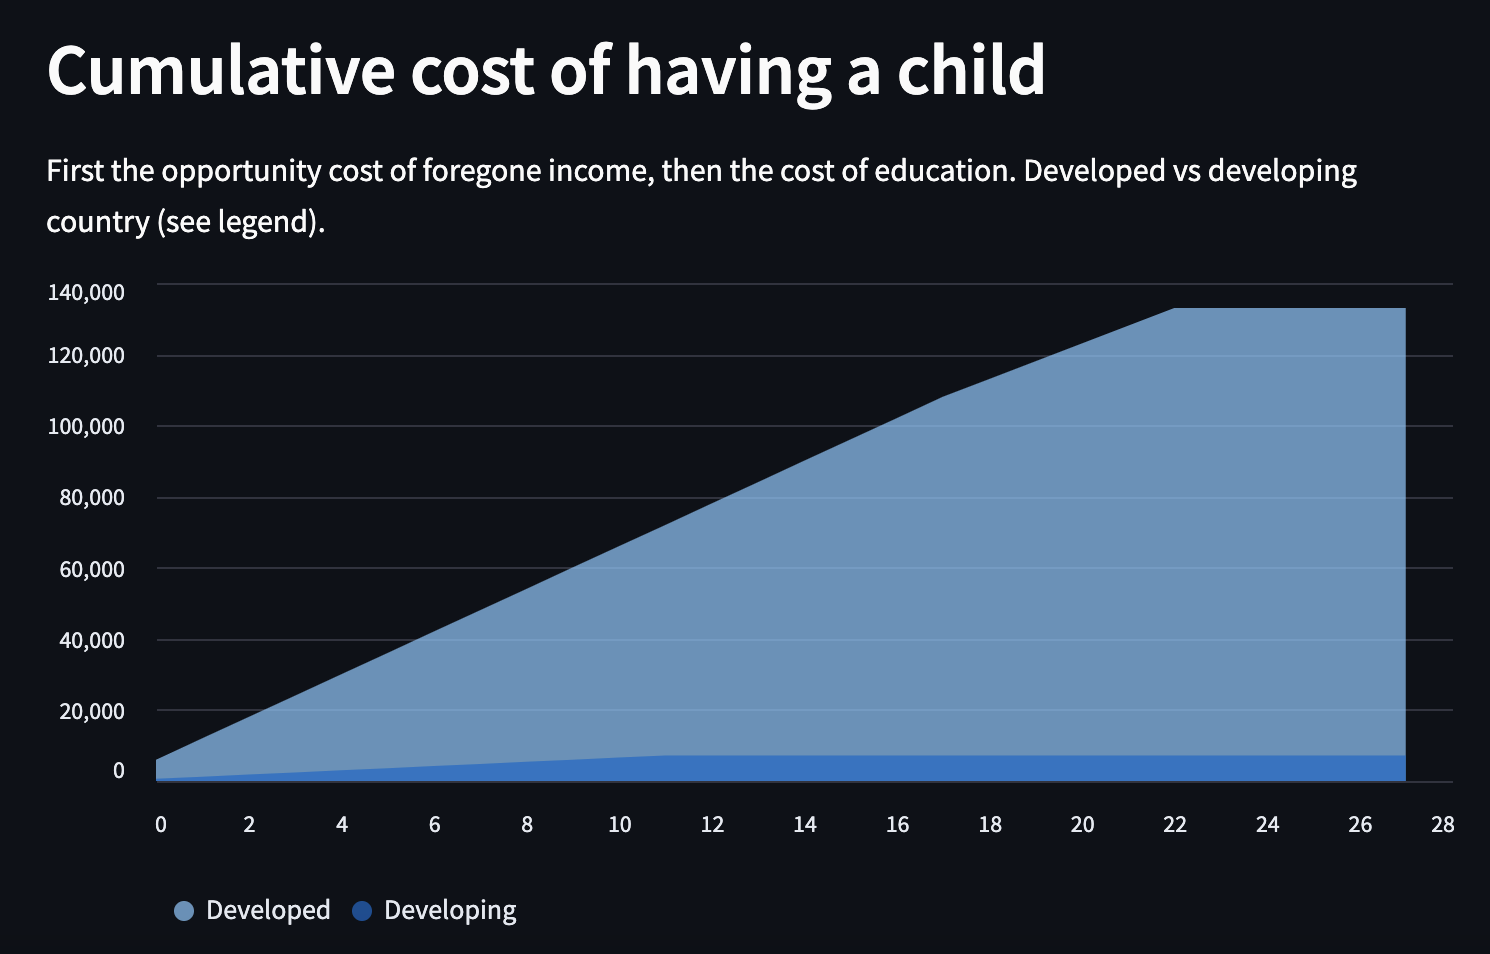 Cumulative cost of having a child
First the opportunity cost of foregone income, then the cost of education. Developed vs developing
country (see legend).
140,000
120,000
100,000
80,000
60,000
40,000
20,000
0
0 2 4 6 8 10 12 14 16 18 20 22 24 26 28
Developed Developing